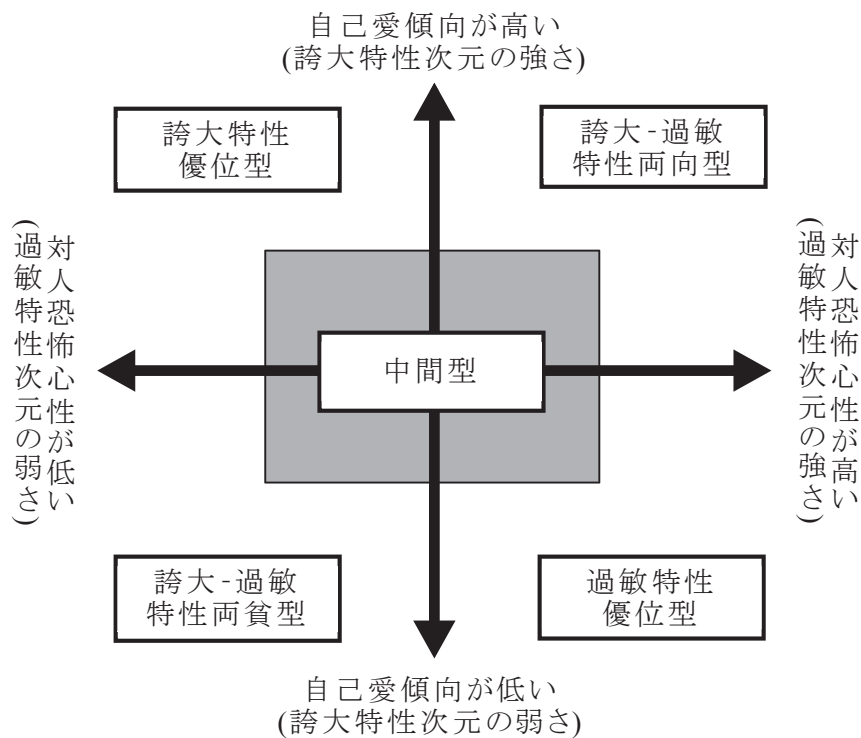 自己愛傾向が高い
(誇大特性次元の強さ)
誇大特性
優位型
誇大-過敏
特性両向型
対人恐怖心性が低い
(過敏特性次元の弱さ)
中間型
対人恐怖心性が高い
(過敏特性次元の強さ)
誇大-過敏
特性両貧型
過敏特性
優位型
自己愛傾向が低い
(誇大特性次元の弱さ)